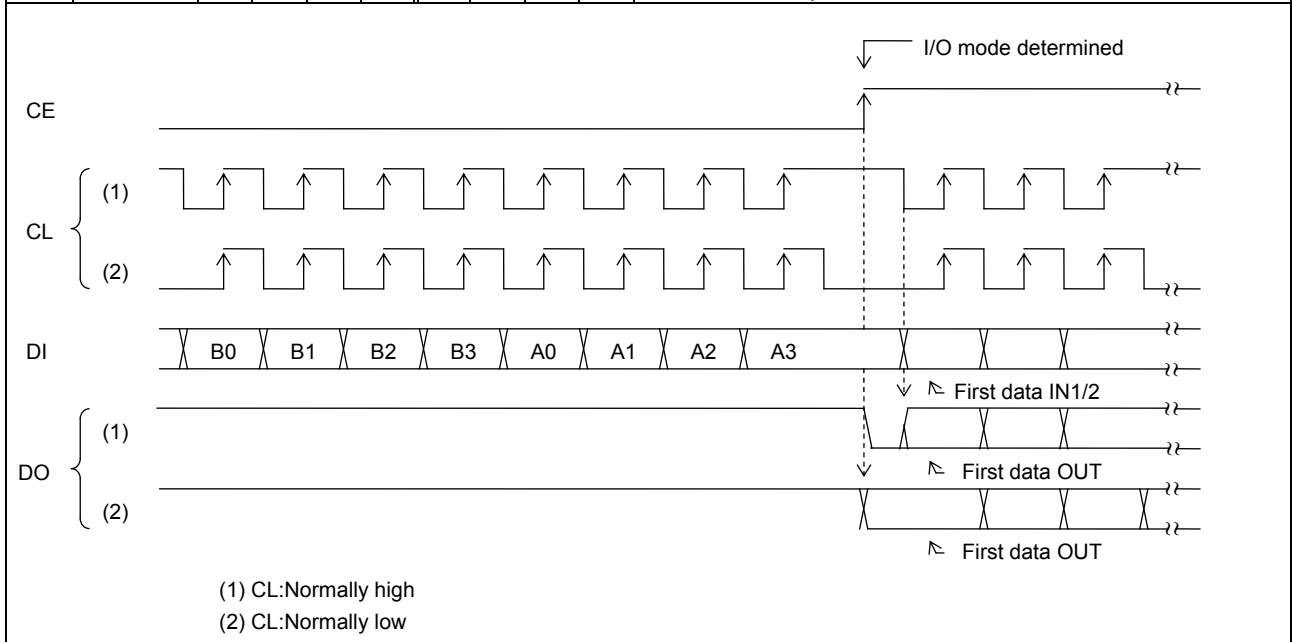 I/O mode determined
CE
CL
(1)
(2)
DI
B0 B1 B2 B3 A0 A1 A2 A3
First data IN1/2
DO
(1)
First data OUT
(2)
First data OUT
(1) CL:Normally high
(2) CL:Normally low